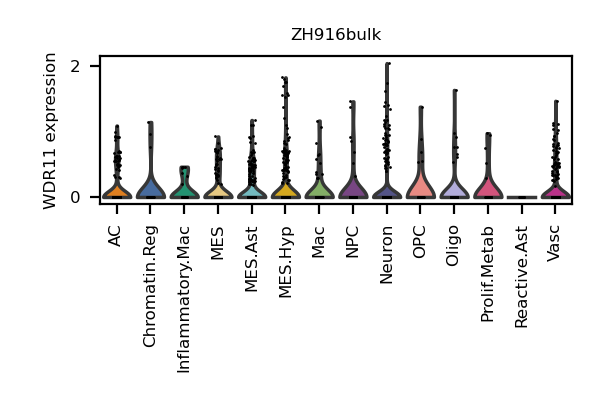 ZH916bulk
WDR11 expression
2
0
AC
Chromatin.Reg
Inflammatory.Mac
MES
MES.Ast
MES.Hyp
Mac
NPC
Neuron
OPC
Oligo
Prolif.Metab
Reactive.Ast
Vasc